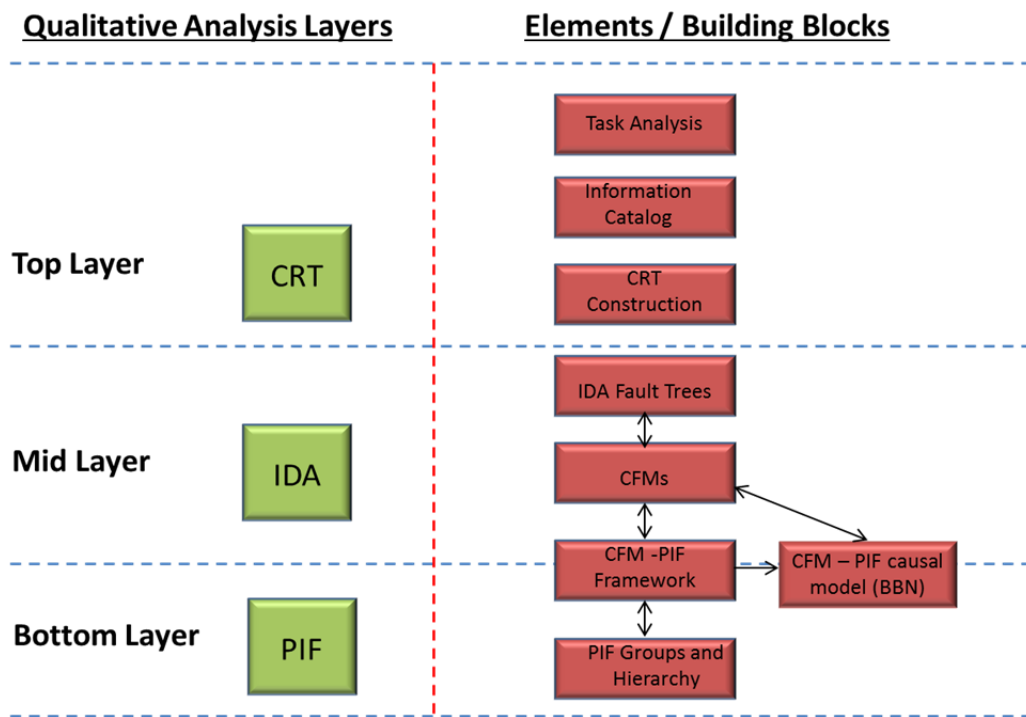 Qualitative Analysis Layers
Elements / Building Blocks
Task Analysis
Information
Catalog
Top Layer
CRT
CRT
Construction
IDA Fault Trees
Mid Layer
IDA
CFMs
CFM -PIF
Framework
CFM – PIF causal
model (BBN)
Bottom Layer
PIF
PIF Groups and
Hierarchy